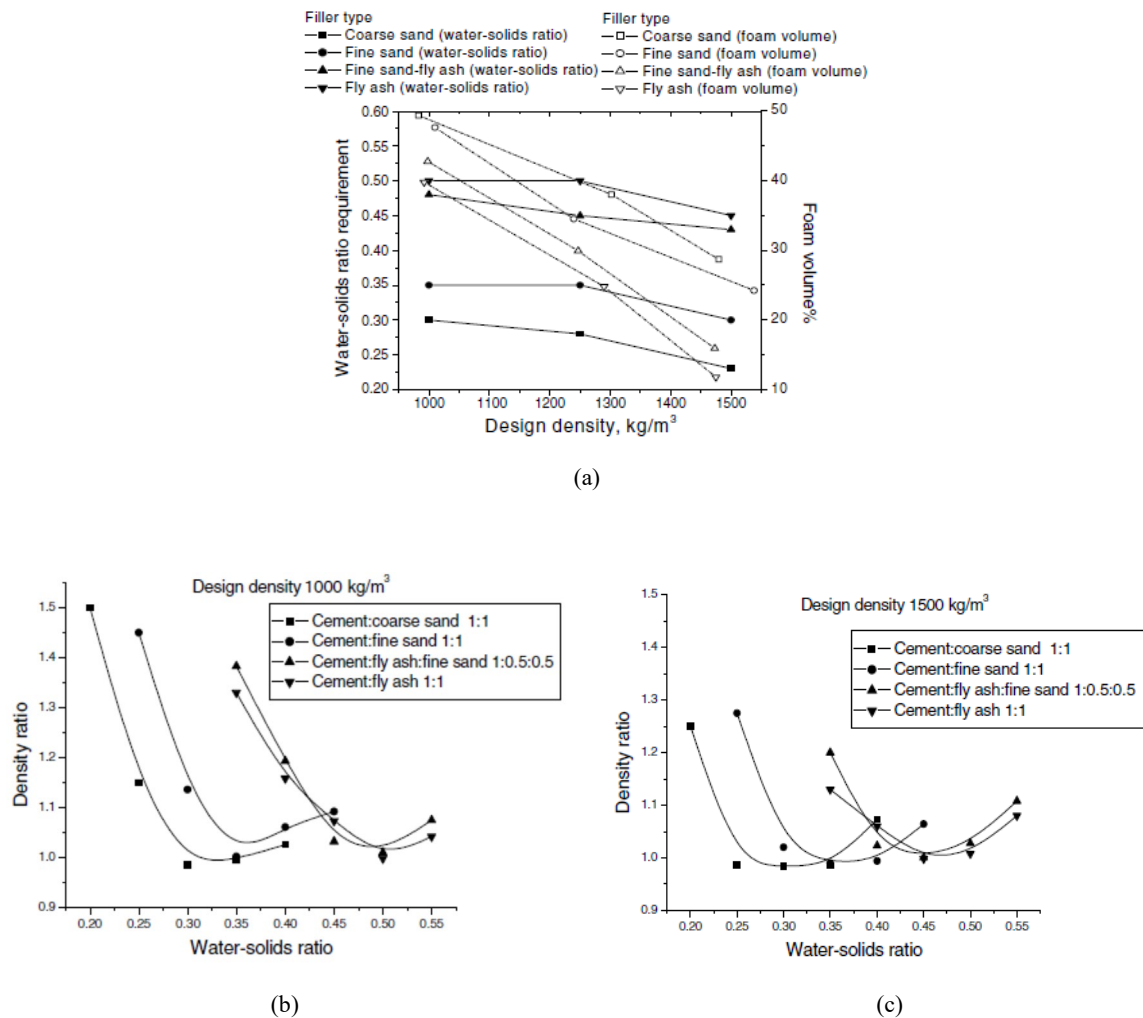 Filler type
Coarse sand (water-solids ratio)
Fine sand (water-solids ratio)
Fine sand-fly ash (water-solids ratio)
Fly ash (water-solids ratio)
Filler type
Coarse sand (foam volume)
Fine sand (foam volume)
Fine sand-fly ash (foam volume)
Fly ash (foam volume)
Water-solids ratio requirement
0.60
0.55
0.50
0.45
0.40
0.35
0.30
0.25
0.20
50
40
30
20
10
Foam volume%
1000 1100 1200 1300 1400 1500
Design density, kg/m³
(a)
Design density 1000 kg/m³
Cement:coarse sand 1:1
Cement:fine sand 1:1
Cement:fly ash:fine sand 1:0.5:0.5
Cement:fly ash 1:1
Density ratio
1.5
1.4
1.3
1.2
1.1
1.0
0.9
0.20 0.25 0.30 0.35 0.40 0.45 0.50 0.55
Water-solids ratio
(b)
Design density 1500 kg/m³
Cement:coarse sand 1:1
Cement:fine sand 1:1
Cement:fly ash:fine sand 1:0.5:0.5
Cement:fly ash 1:1
Density ratio
1.5
1.4
1.3
1.2
1.1
1.0
0.9
0.20 0.25 0.30 0.35 0.40 0.45 0.50 0.55
Water-solids ratio
(c)